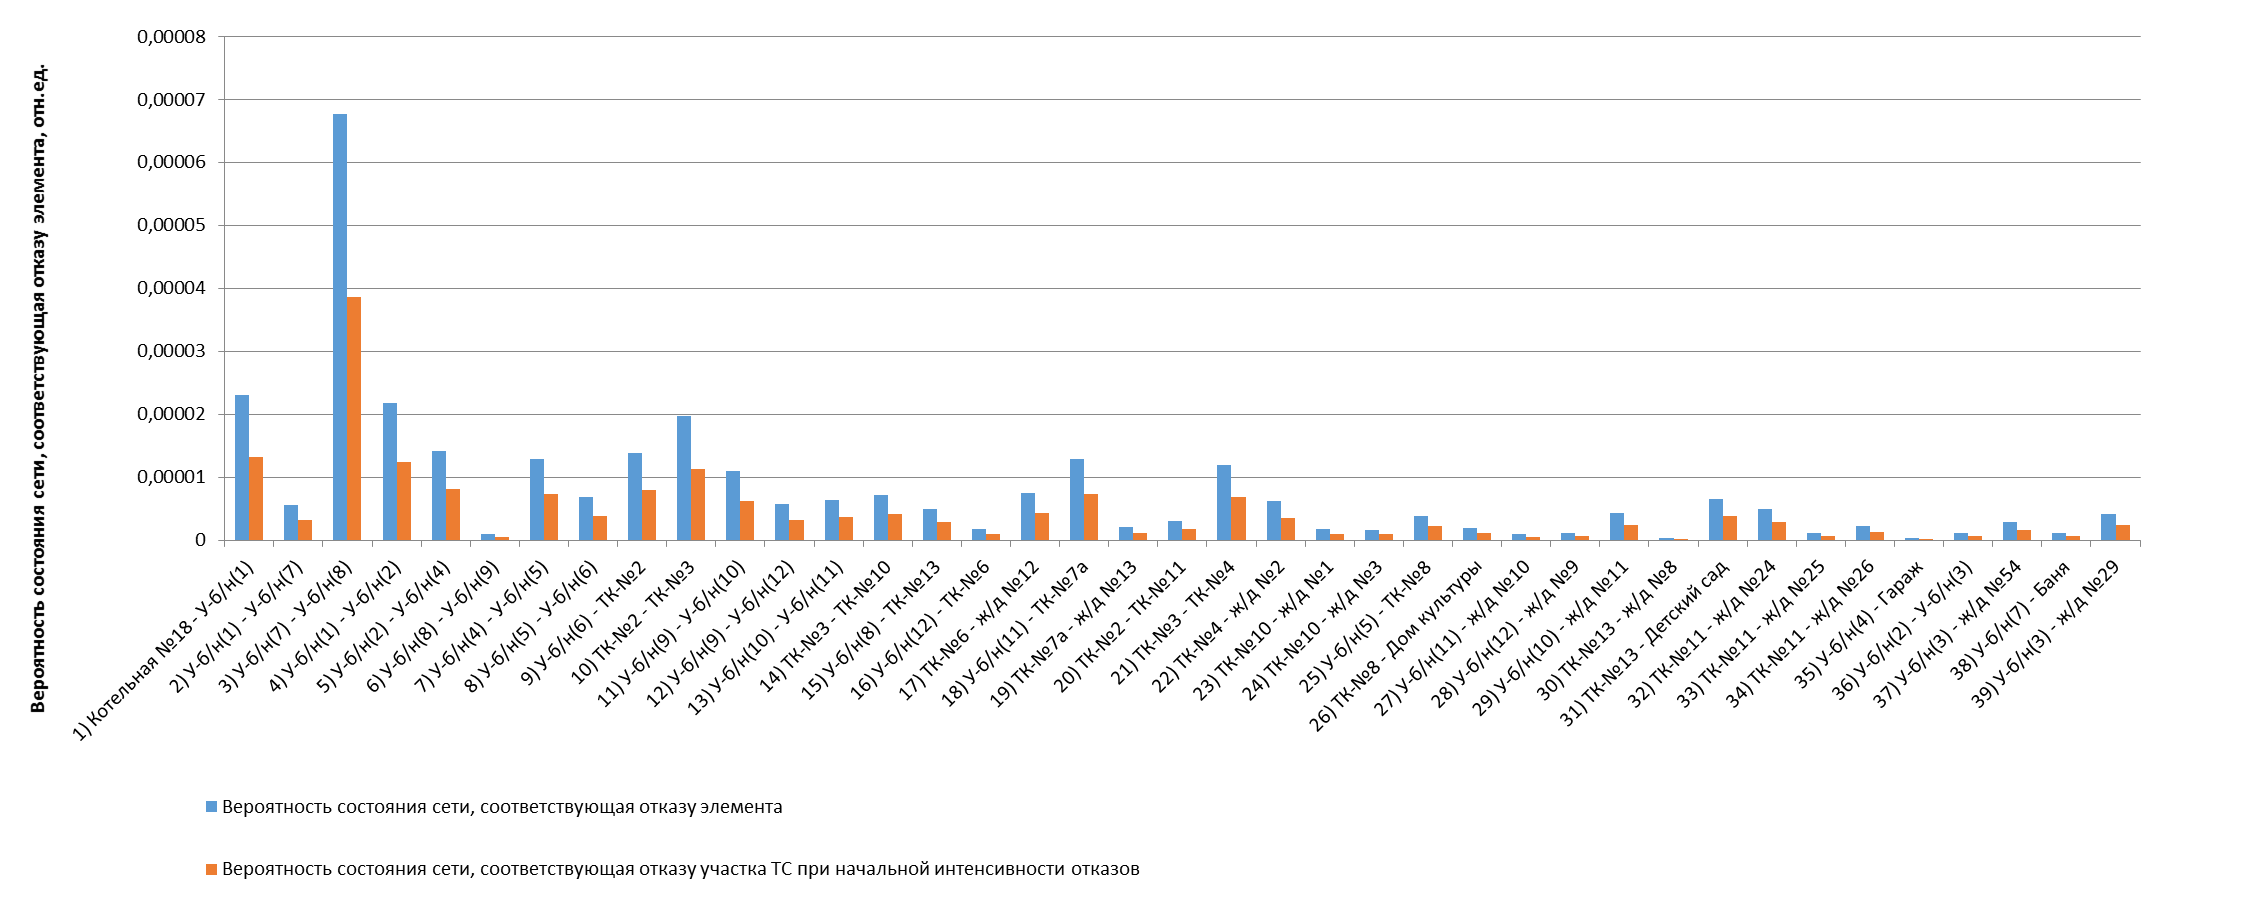 Вероятность состояния сети, соответствующая отказу элемента, отн.ед.
0,00008
0,00007
0,00006
0,00005
0,00004
0,00003
0,00002
0,00001
0
1) Котельная №18 - У-б/н(1)
2) У-б/н(1) - У-б/н(7)
3) У-б/н(7) - У-б/н(8)
4) У-б/н(1) - У-б/н(2)
5) У-б/н(2) - У-б/н(4)
6) У-б/н(8) - У-б/н(9)
7) У-б/н(4) - У-б/н(5)
8) У-б/н(5) - У-б/н(6)
9) У-б/н(6) - ТК-№2
10) ТК-№2 - ТК-№3
11) У-б/н(9) - У-б/н(10)
12) У-б/н(9) - У-б/н(12)
13) У-б/н(10) - У-б/н(11)
14) ТК-№3 - ТК-№10
15) У-б/н(8) - ТК-№13
16) У-б/н(12) - ТК-№6
17) ТК-№6 - ж/д №12
18) У-б/н(11) - ТК-№7а
19) ТК-№7а - ж/д №13
20) ТК-№2 - ТК-№11
21) ТК-№3 - ТК-№4
22) ТК-№4 - ж/д №2
23) ТК-№10 - ж/д №1
24) ТК-№10 - ж/д №3
25) У-б/н(5) - ТК-№8
26) ТК-№8 - Дом культуры
27) У-б/н(11) - ж/д №10
28) У-б/н(12) - ж/д №9
29) У-б/н(10) - ж/д №11
30) ТК-№13 - ж/д №8
31) ТК-№13 - Детский сад
32) ТК-№11 - ж/д №24
33) ТК-№11 - ж/д №25
34) ТК-№11 - ж/д №26
35) У-б/н(4) - Гараж
36) У-б/н(2) - У-б/н(3)
37) У-б/н(3) - ж/д №54
38) У-б/н(7) - Баня
39) У-б/н(3) - ж/д №29
Вероятность состояния сети, соответствующая отказу элемента
Вероятность состояния сети, соответствующая отказу участка ТС при начальной интенсивности отказов